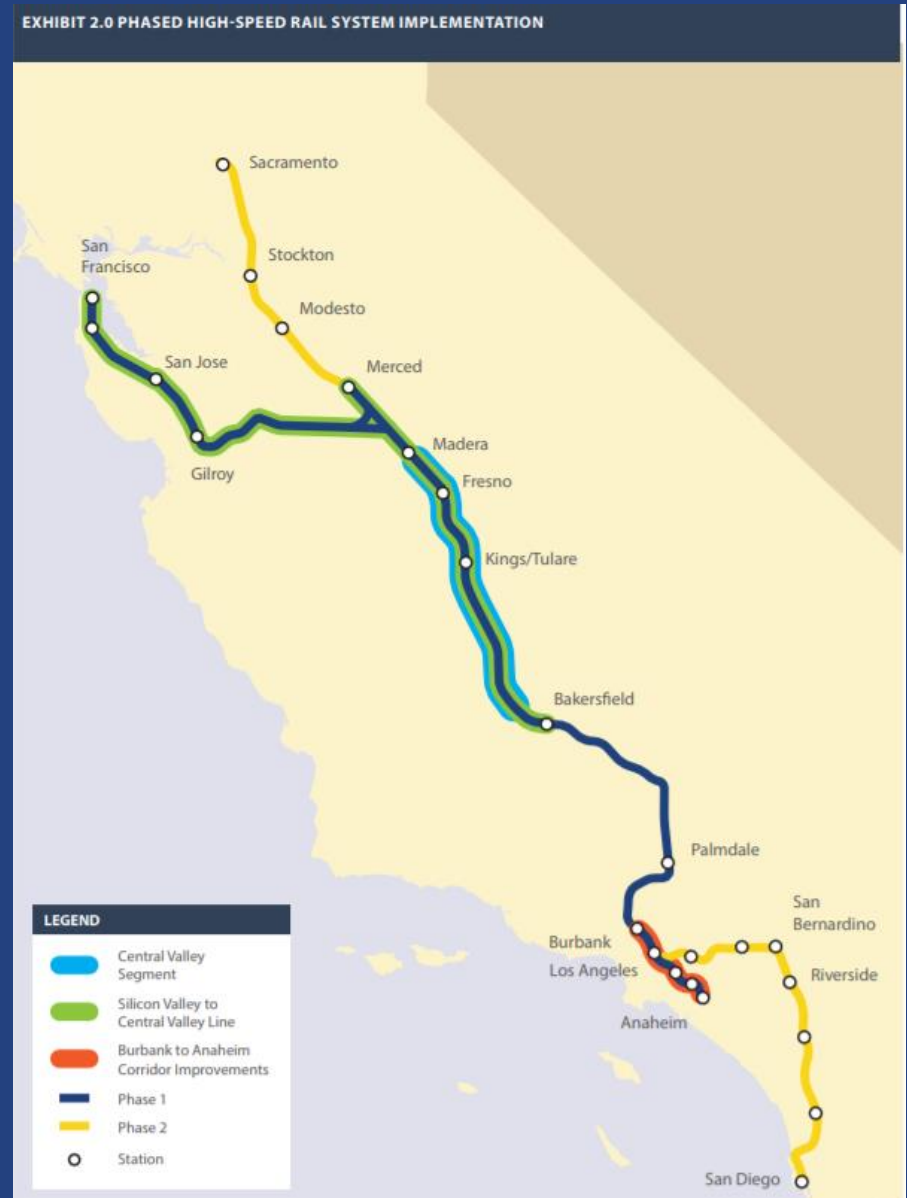 EXHIBIT 2.0 PHASED HIGH-SPEED RAIL SYSTEM IMPLEMENTATION
Sacramento
Stockton
San
Francisco
Modesto
San Jose
Merced
Madera
Gilroy
Fresno
Kings/Tulare
Bakersfield
Palmdale
San
Bernardino
Burbank
Los Angeles
Riverside
Anaheim
San Diego
LEGEND
Central Valley
Segment
Silicon Valley to
Central Valley Line
Burbank to Anaheim
Corridor Improvements
Phase 1
Phase 2
Station